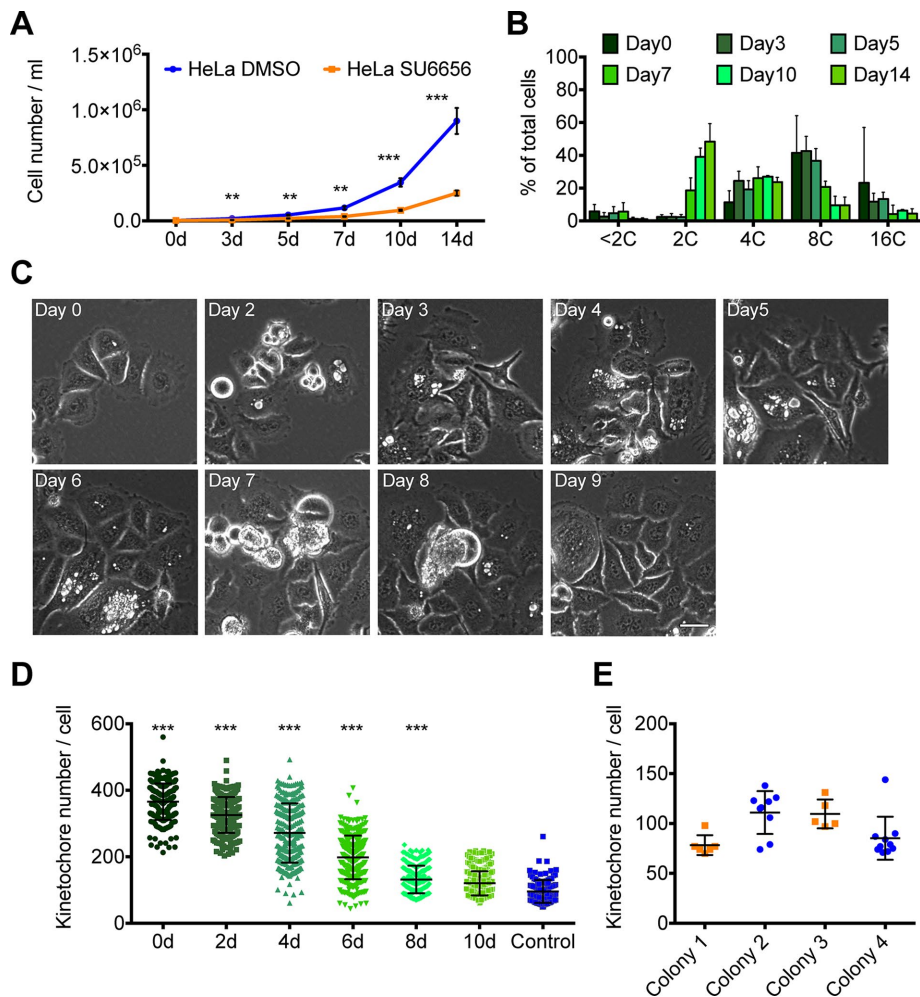 A
Cell number / ml
1.5×10⁶
1.0×10⁶
5.0×10⁵
0.0
HeLa DMSO
HeLa SU6656
**
**
**
***
***
0d
3d
5d
7d
10d
14d
B
% of total cells
100
80
60
40
20
0
Day0
Day3
Day5
Day7
Day10
Day14
<2C
2C
4C
8C
16C
C
Day 0
Day 2
Day 3
Day 4
Day5
Day 6
Day 7
Day 8
Day 9
D
Kinetochore number / cell
600
400
200
0
***
***
***
***
***
0d
2d
4d
6d
8d
10d
Control
E
Kinetochore number / cell
200
150
100
50
0
Colony 1
Colony 2
Colony 3
Colony 4